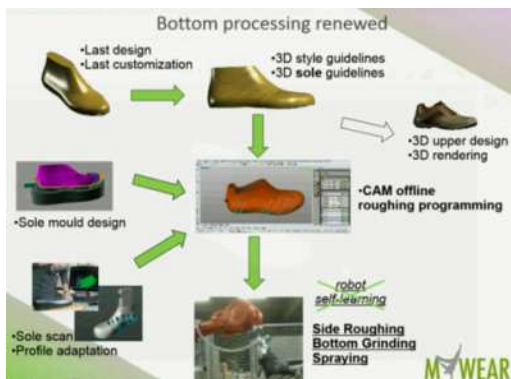 Bottom processing renewed
•Last design
•Last customization
•3D style guidelines
•3D sole guidelines
•3D upper design
•3D rendering
•CAM offline
roughing programming
•Sole mould design
robot
self-learning
•Sole scan
•Profile adaptation
Side Roughing
Bottom Grinding
Spraying
MYWEAR